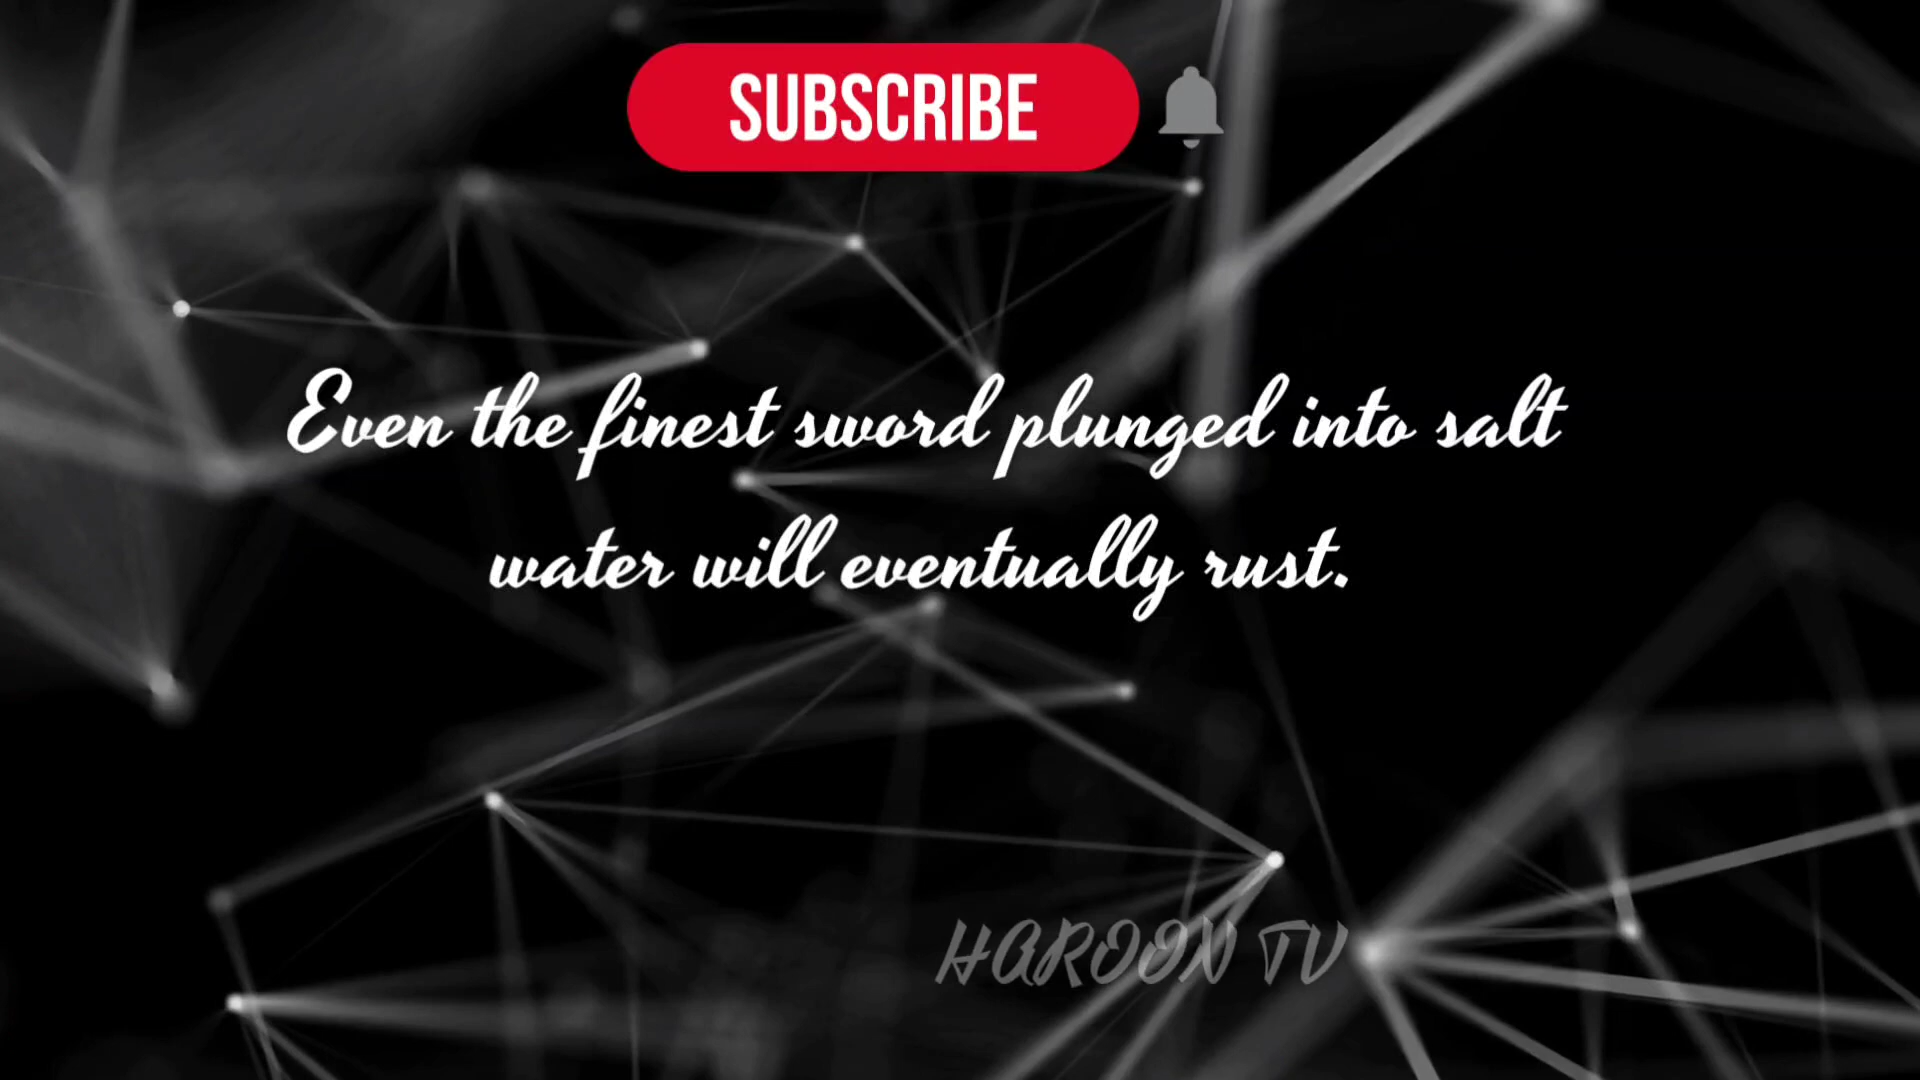 SUBSCRIBE
Even the finest sword plunged into salt
water will eventually rust.
HAROON TV